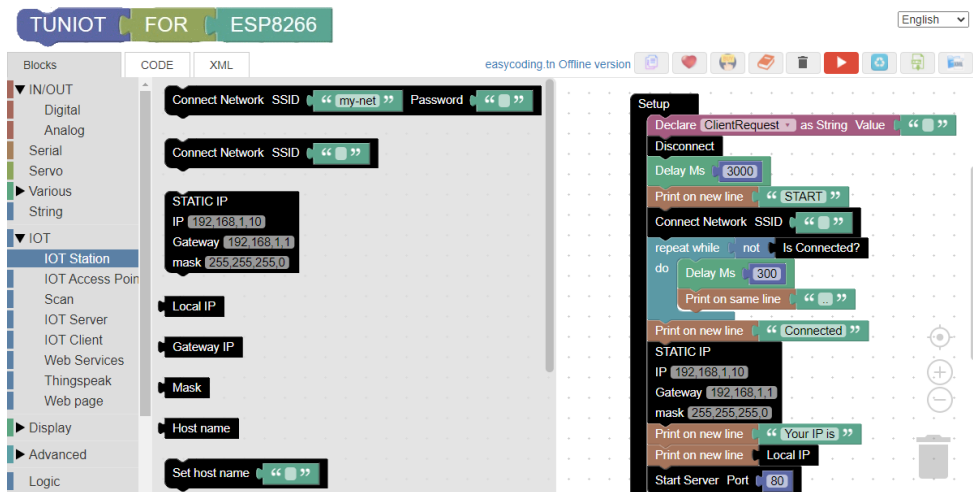 TUNIOT FOR ESP8266
English
Blocks CODE XML easycoding.tn Offline version
IN/OUT
Digital
Analog
Serial
Servo
Various
String
IOT
IOT Station
IOT Access Poin
Scan
IOT Server
IOT Client
Web Services
Thingspeak
Web page
Display
Advanced
Logic
Connect Network SSID “ my-net ” Password “ ”
Connect Network SSID “ ”
STATIC IP
IP 192,168,1,10
Gateway 192,168,1,1
mask 255,255,255,0
Local IP
Gateway IP
Mask
Host name
Set host name “ ”
Setup
Declare ClientRequest as String Value “ ”
Disconnect
Delay Ms 3000
Print on new line “ START ”
Connect Network SSID “ ”
repeat while not Is Connected?
do Delay Ms 300
Print on same line “ .. ”
Print on new line “ Connected ”
STATIC IP
IP 192,168,1,10
Gateway 192,168,1,1
mask 255,255,255,0
Print on new line “ Your IP is ”
Print on new line Local IP
Start Server Port 80